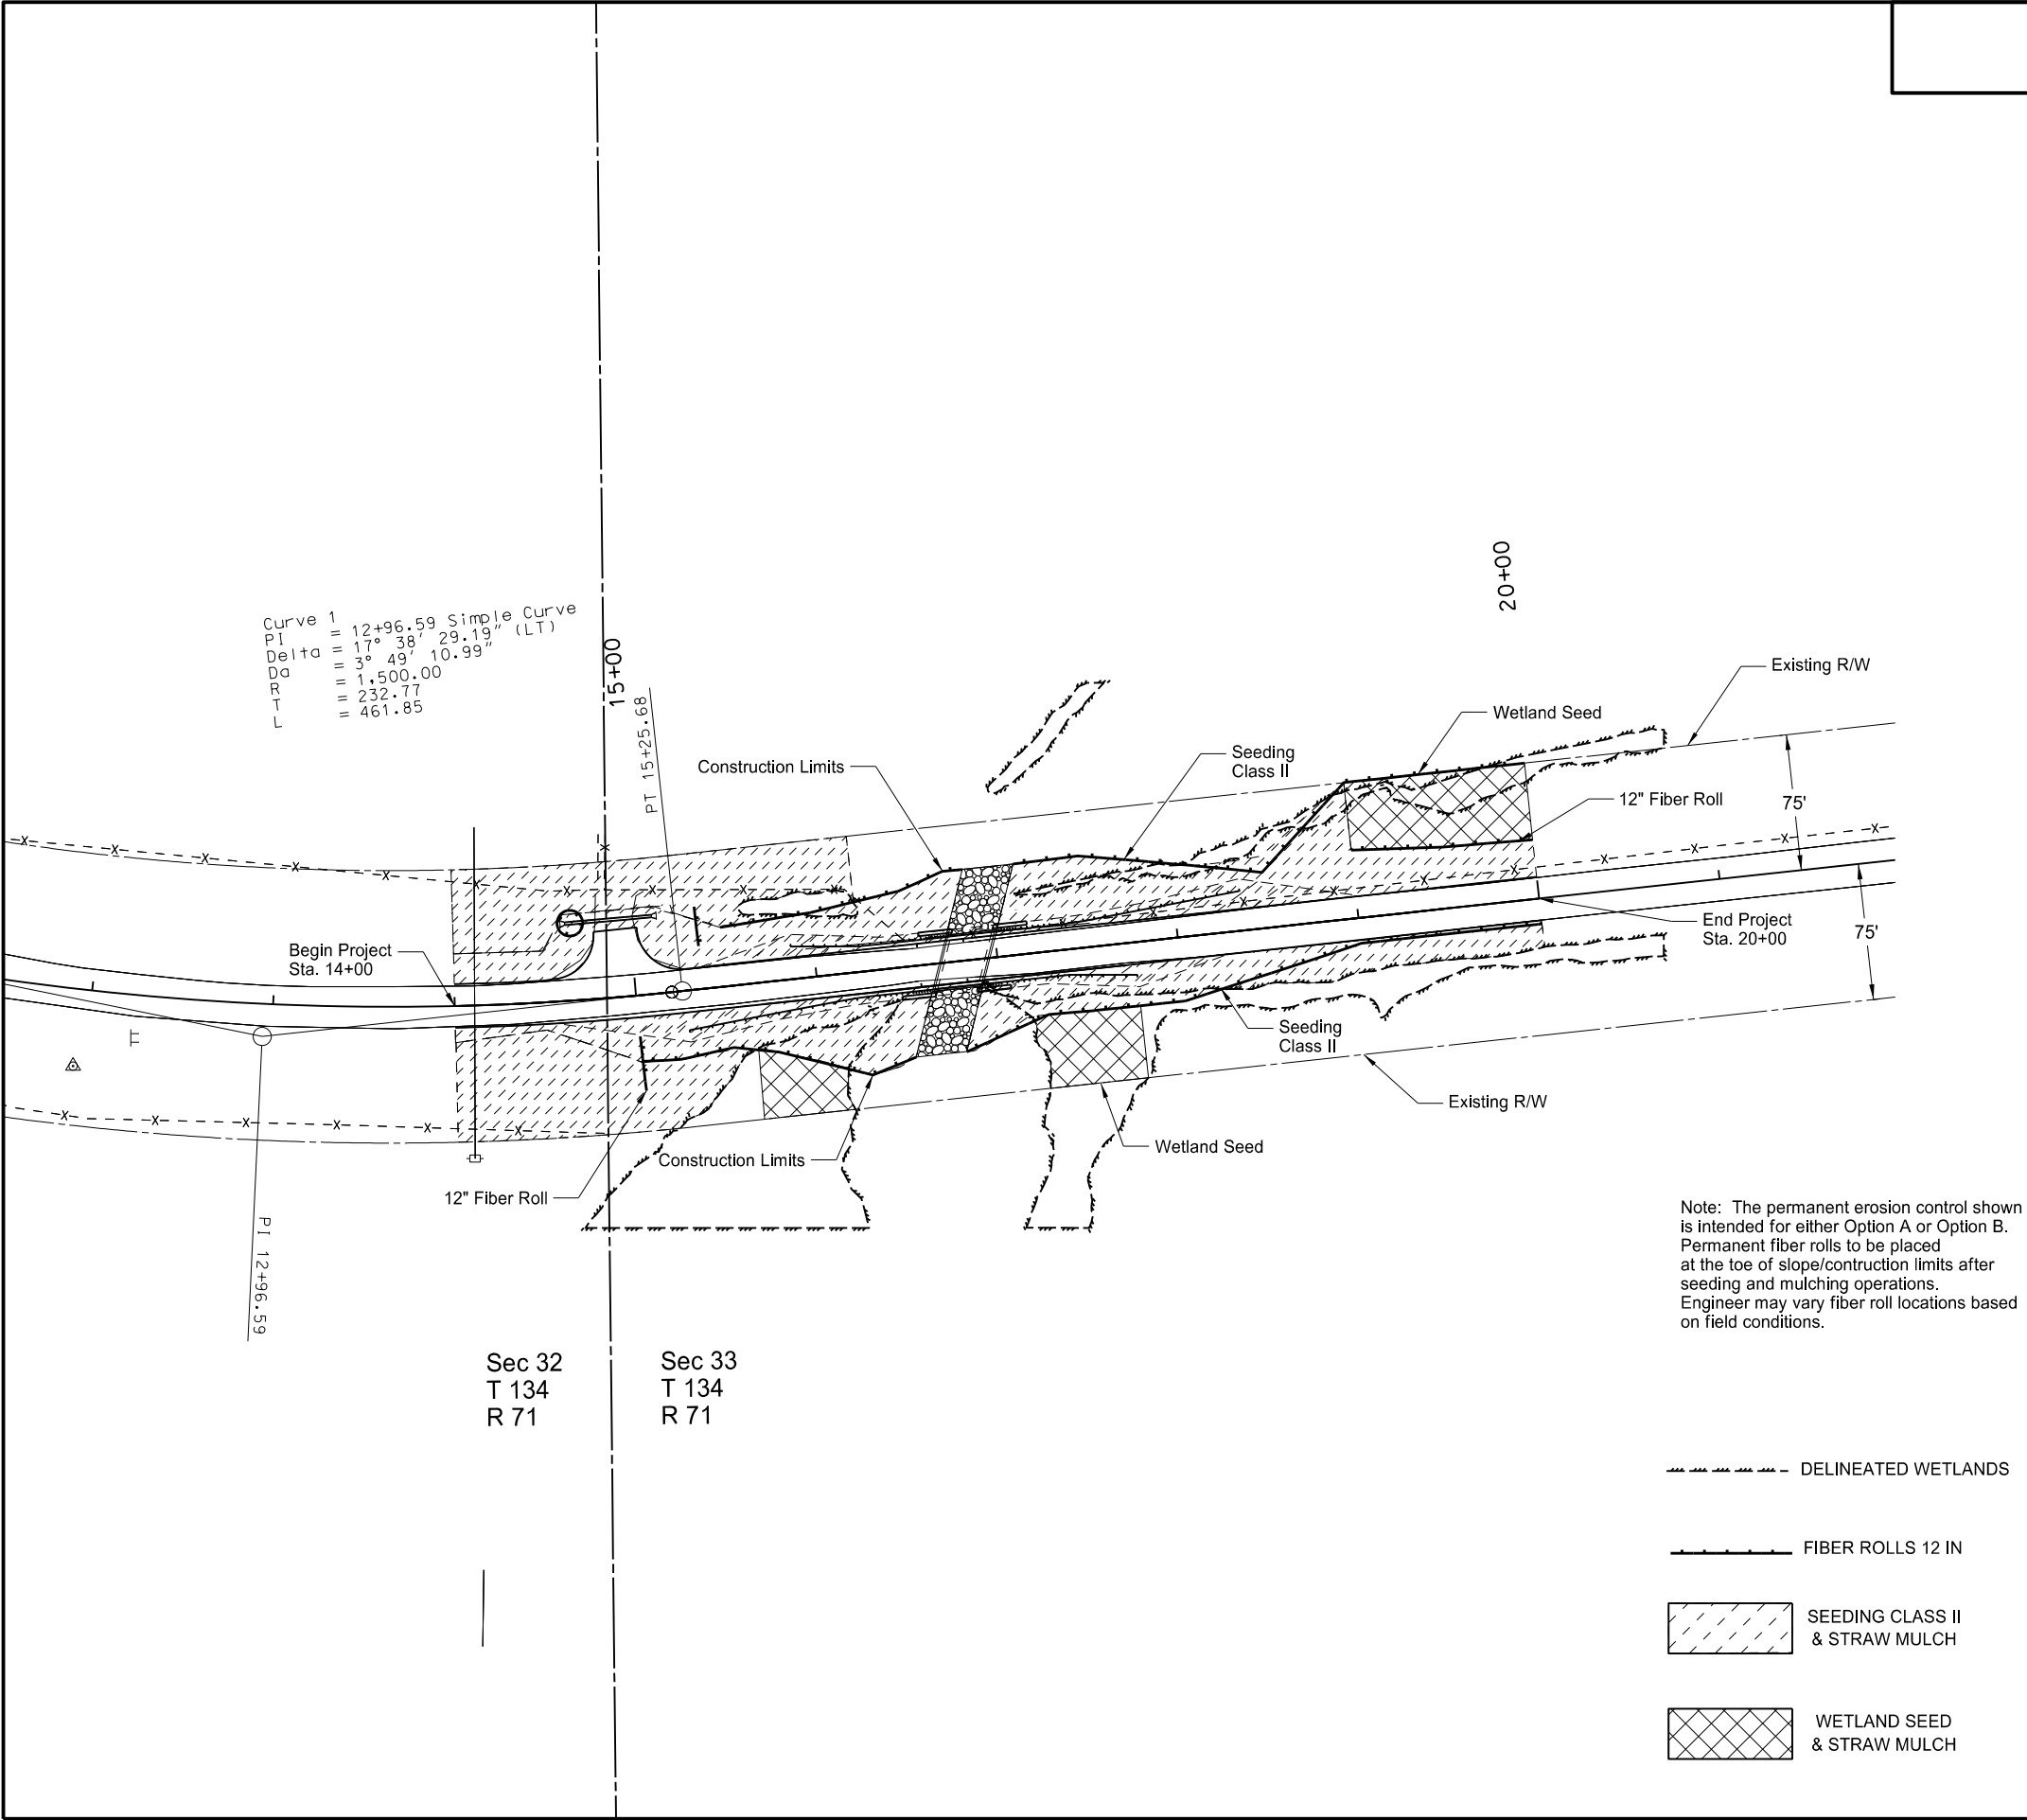 20+00
Curve 1
PI = 12+96.59 Simple Curve
Delta = 17° 38' 29.19" (LT)
Da = 3° 49' 10.99"
R = 1,500.00
T = 232.77
L = 461.85
15+00
PT 15+25.68
Existing R/W
Wetland Seed
Seeding
Class II
Construction Limits
12" Fiber Roll
75'
End Project
Sta. 20+00
75'
Begin Project
Sta. 14+00
Seeding
Class II
Existing R/W
Wetland Seed
Construction Limits
12" Fiber Roll
PI 12+96.59
Note: The permanent erosion control shown
is intended for either Option A or Option B.
Permanent fiber rolls to be placed
at the toe of slope/contruction limits after
seeding and mulching operations.
Engineer may vary fiber roll locations based
on field conditions.
Sec 32
T 134
R 71
Sec 33
T 134
R 71
DELINEATED WETLANDS
FIBER ROLLS 12 IN
SEEDING CLASS II
& STRAW MULCH
WETLAND SEED
& STRAW MULCH